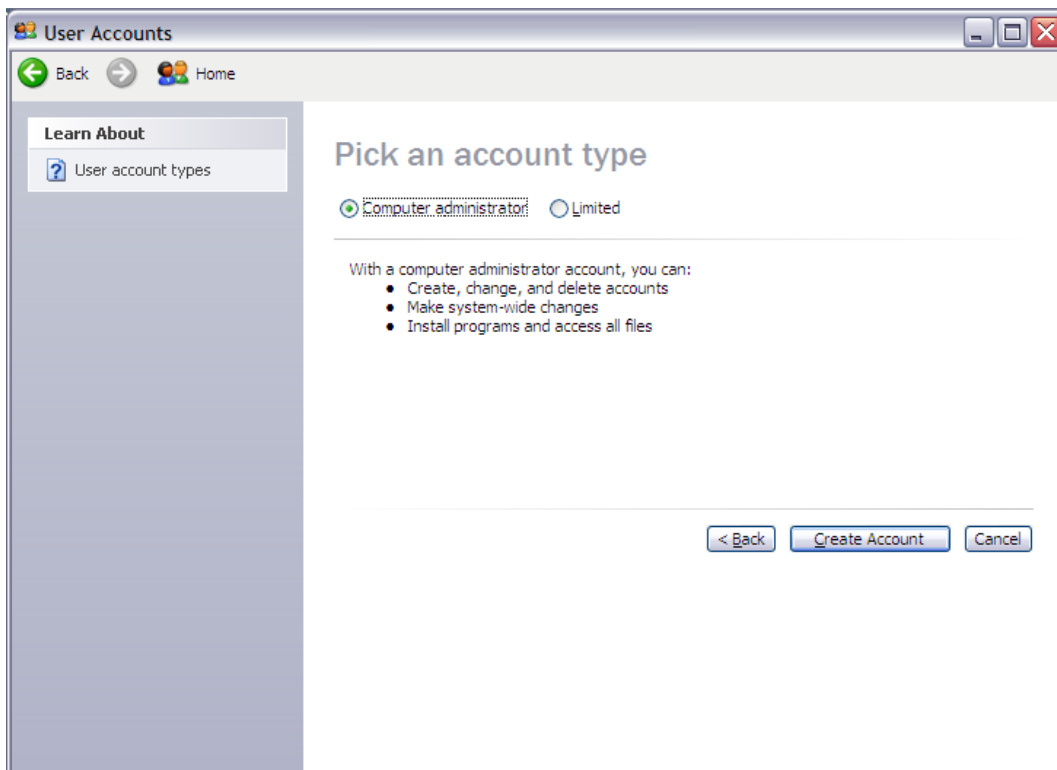 User Accounts
Back Home
Learn About
User account types
Pick an account type
Computer administrator Limited
With a computer administrator account, you can:
● Create, change, and delete accounts
● Make system-wide changes
● Install programs and access all files
< Back Create Account Cancel